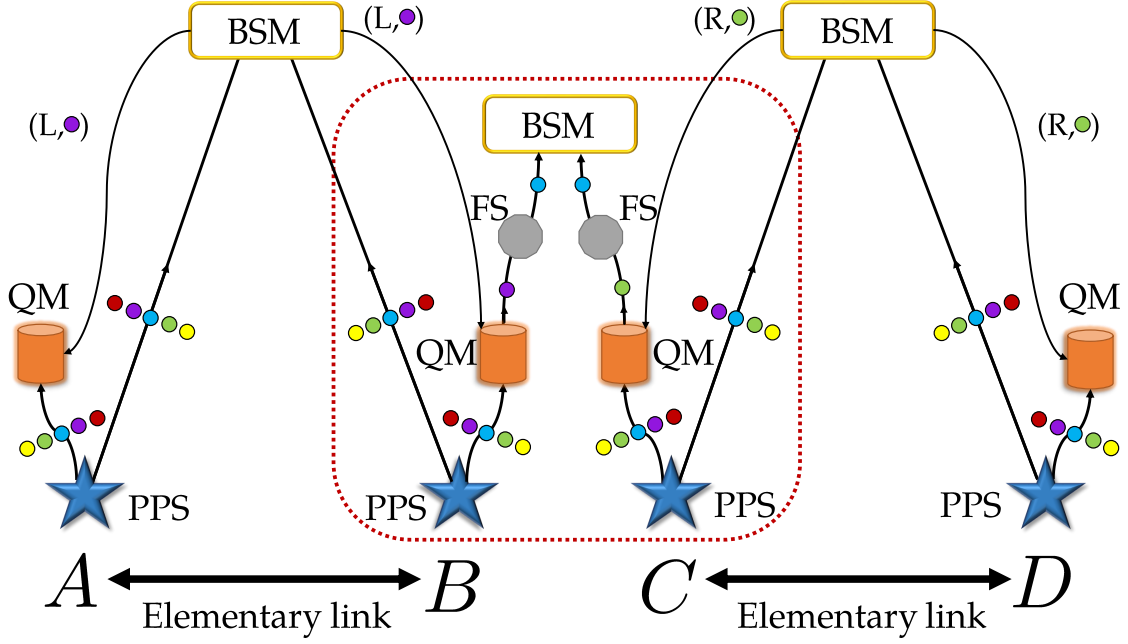 BSM
(L, )
(R, )
BSM
(L, )
BSM
(R, )
FS
FS
QM
QM
QM
QM
PPS
PPS
PPS
PPS
A
B
C
D
Elementary link
Elementary link